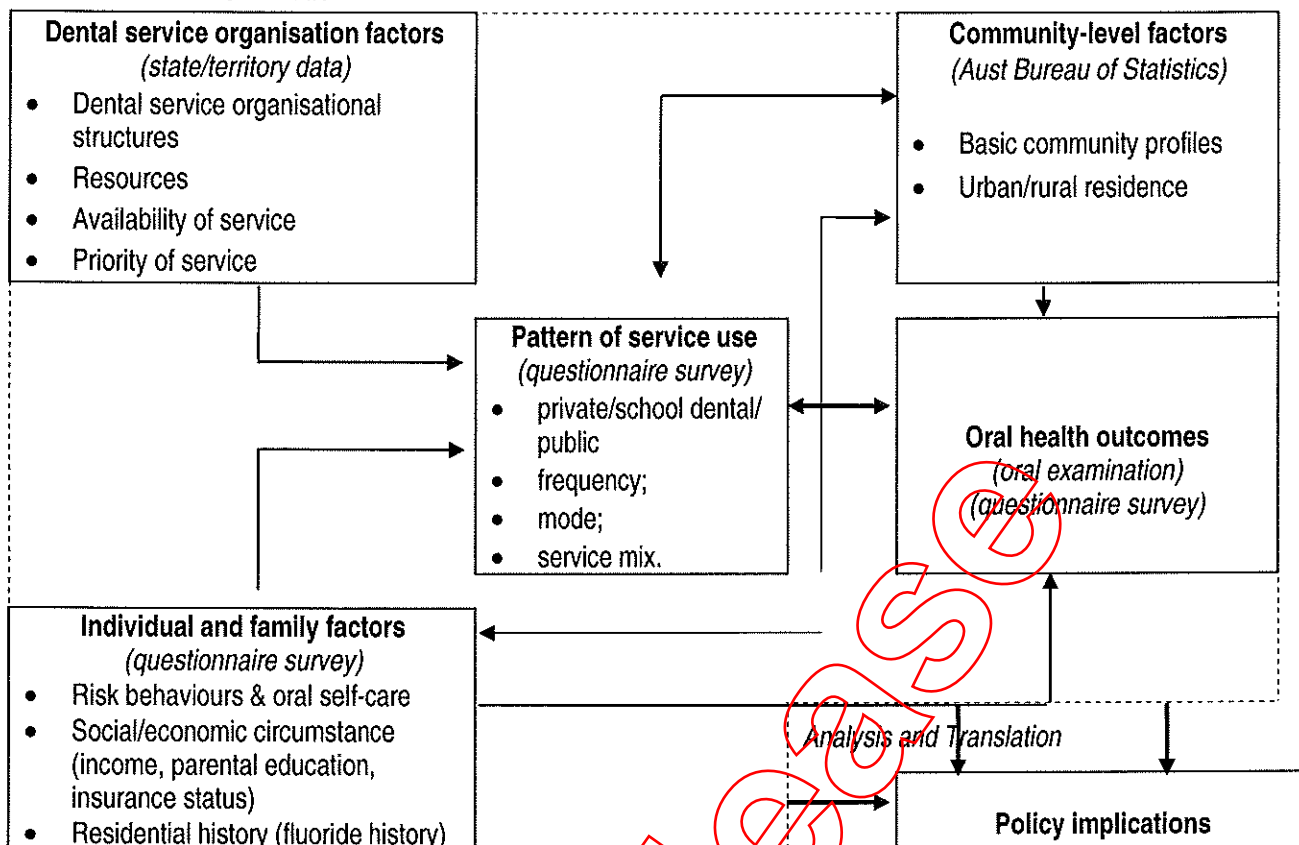 Dental service organisation factors
(state/territory data)
• Dental service organisational
structures
• Resources
• Availability of service
• Priority of service
Community-level factors
(Aust Bureau of Statistics)
• Basic community profiles
• Urban/rural residence
Pattern of service use
(questionnaire survey)
• private/school dental/
public
• frequency;
• mode;
• service mix.
Oral health outcomes
(oral examination)
(questionnaire survey)
Individual and family factors
(questionnaire survey)
• Risk behaviours & oral self-care
• Social/economic circumstance
(income, parental education,
insurance status)
• Residential history (fluoride history)
Analysis and Translation
Policy implications
ease